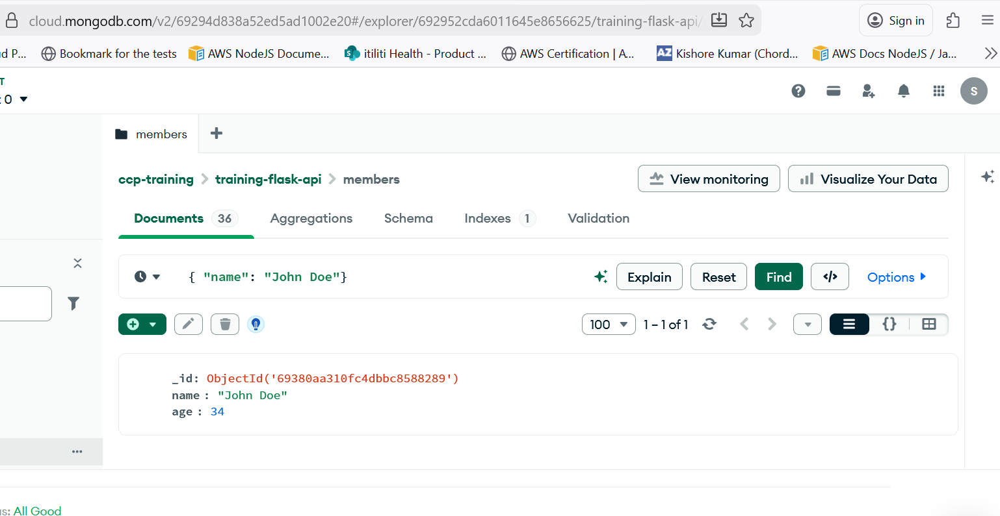 cloud.mongodb.com/v2/69294d838a52ed5ad1002e20#/explorer/692952cda6011645e8656625/training-flask-api/
Sign in
d P... Bookmark for the tests AWS NodeJS Docume... itiliti Health - Product ... AWS Certification | A... AZ Kishore Kumar (Chord... AWS Docs NodeJS / Ja...
T
: 0
S
members
ccp-training > training-flask-api > members
View monitoring Visualize Your Data
Documents 36 Aggregations Schema Indexes 1 Validation
{ "name": "John Doe"}
Explain Reset Find </> Options
100 1 – 1 of 1 {}
_id: ObjectId('69380aa310fc4dbbc8588289')
name : "John Doe"
age : 34
s: All Good